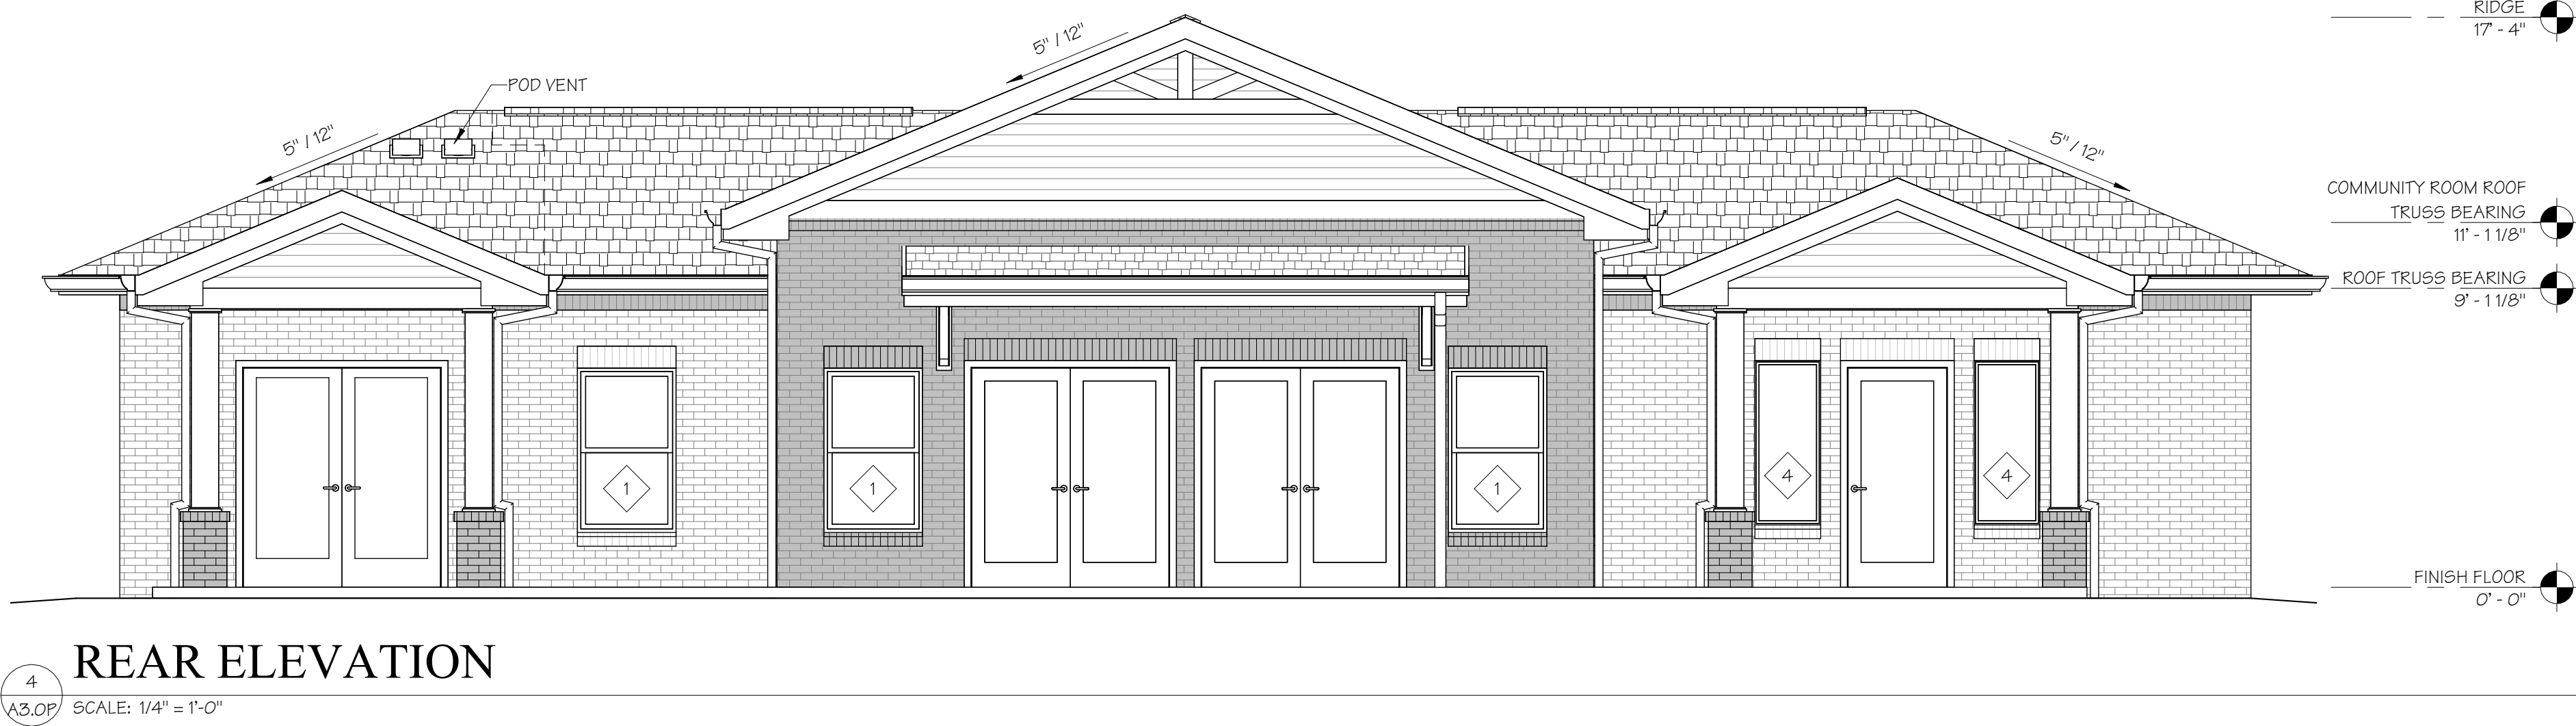 RIDGE
17' - 4"
5" / 12"
POD VENT
5" / 12"
5" / 12"
COMMUNITY ROOM ROOF
TRUSS BEARING
11' - 1 1/8"
ROOF TRUSS BEARING
9' - 1 1/8"
1
1
1
4
4
FINISH FLOOR
0' - 0"
REAR ELEVATION
4
A3.0P
SCALE: 1/4" = 1'-0"